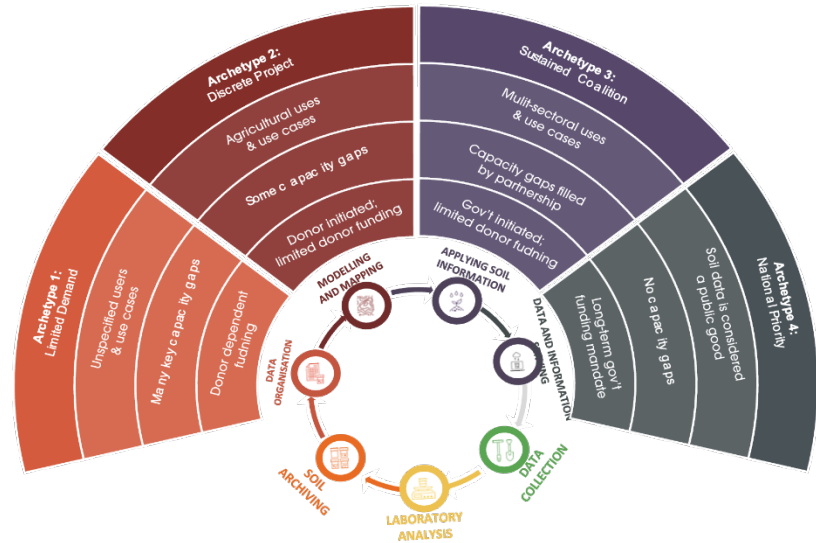 Archetype 1:
Limited Demand
Unspecified users
& use cases
Many key capacity gaps
Donor dependent
fudning
Archetype 2:
Discrete Project
Agricultural uses
& use cases
Some capacity gaps
Donor initiated;
limited donor funding
Archetype 3:
Sustained Coalition
Mulit-sectoral uses
& use cases
Capacity gaps filled
by partnership
Gov't initiated;
limited donor fudning
Archetype 4:
National Priority
Soil data is considered
a public good
No capacity gaps
Long-term gov't
funding mandate
MODELLING
AND MAPPING
APPLYING SOIL
INFORMATION
DATA AND INFORMATION
DATA
COLLECTION
LABORATORY
ANALYSIS
SOIL
ARCHIVING
DATA
ORGANISATION